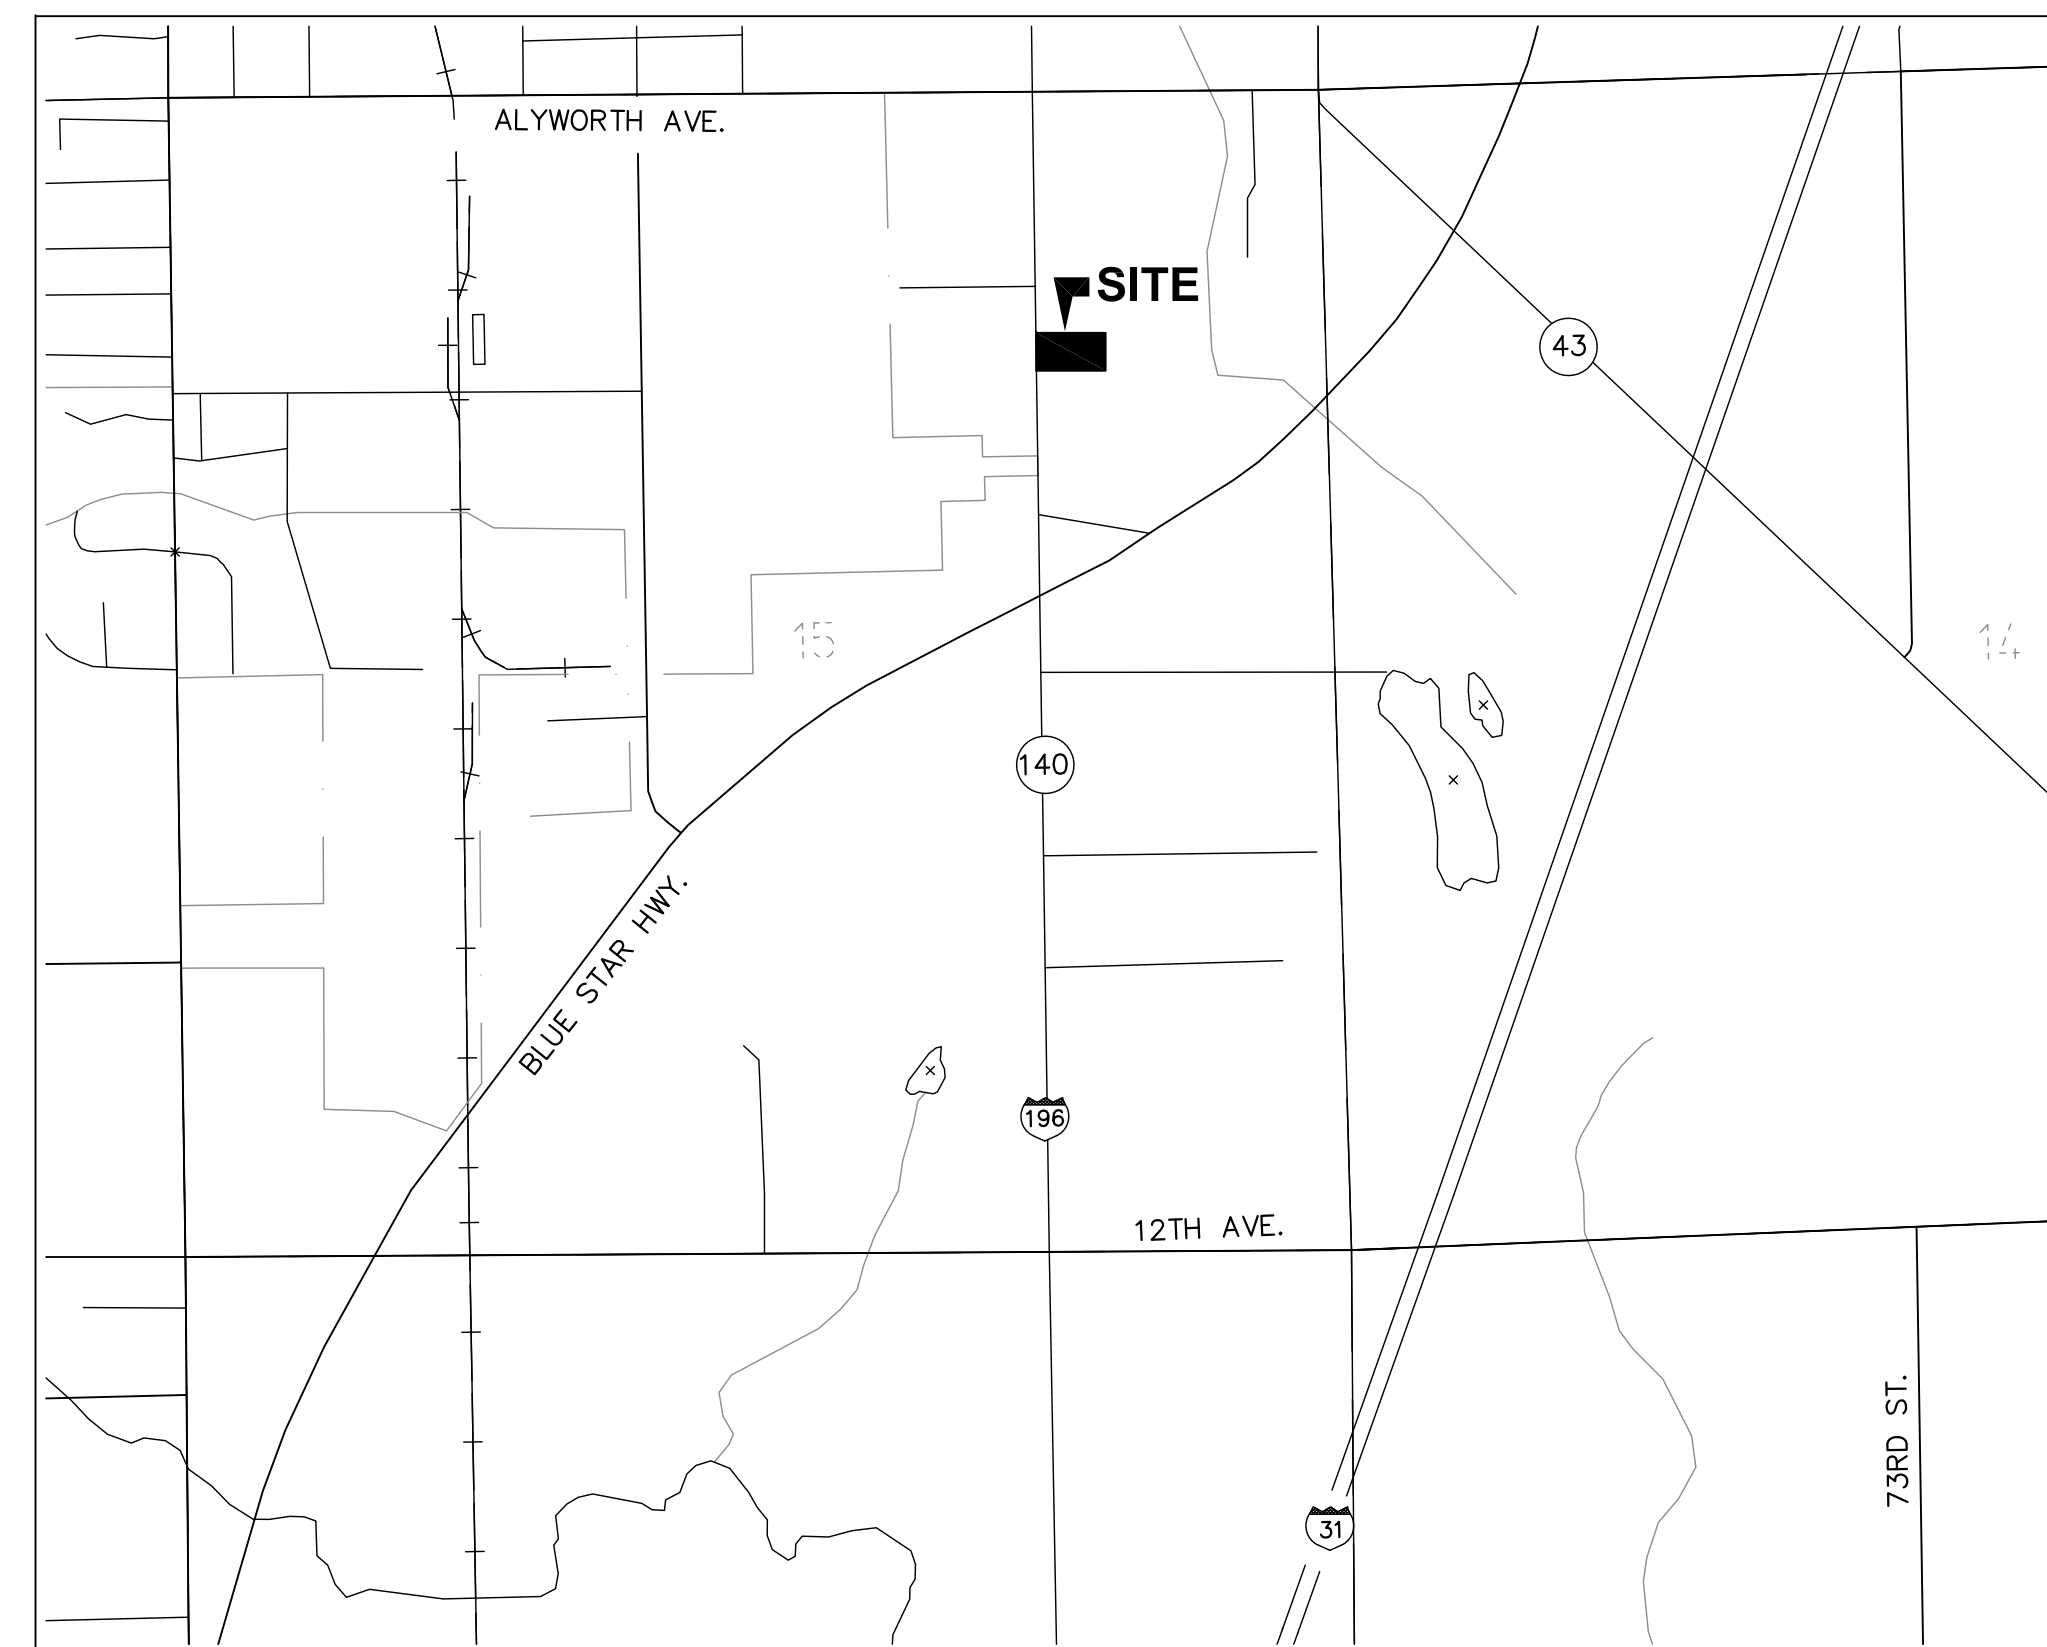 ALYWORTH AVE.
SITE
43
15
14
140
BLUE STAR HWY.
196
12TH AVE.
73RD ST.
31